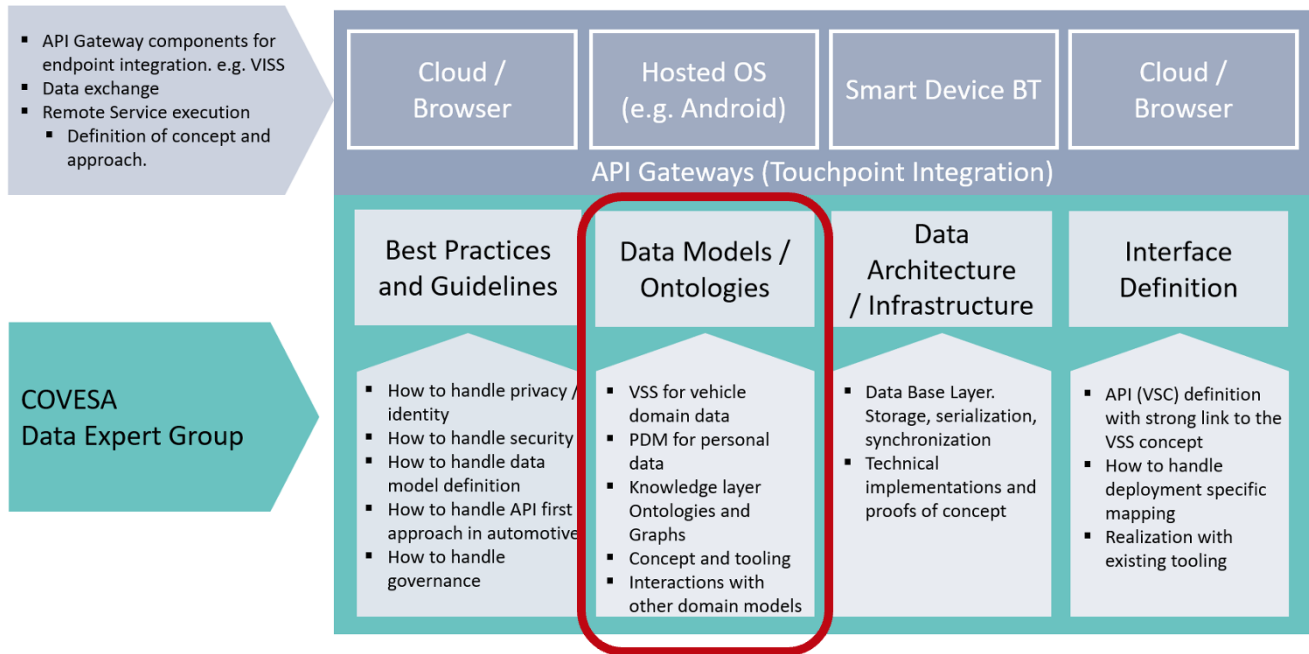 ▪ API Gateway components for
endpoint integration. e.g. VISS
▪ Data exchange
▪ Remote Service execution
▪ Definition of concept and
approach.
Cloud /
Browser
Hosted OS
(e.g. Android)
Smart Device BT
Cloud /
Browser
API Gateways (Touchpoint Integration)
COVESA
Data Expert Group
Best Practices
and Guidelines
▪ How to handle privacy /
identity
▪ How to handle security
▪ How to handle data
model definition
▪ How to handle API first
approach in automotive
▪ How to handle
governance
Data Models /
Ontologies
▪ VSS for vehicle
domain data
▪ PDM for personal
data
▪ Knowledge layer
Ontologies and
Graphs
▪ Concept and tooling
▪ Interactions with
other domain models
Data
Architecture
/ Infrastructure
▪ Data Base Layer.
Storage, serialization,
synchronization
▪ Technical
implementations and
proofs of concept
Interface
Definition
▪ API (VSC) definition
with strong link to the
VSS concept
▪ How to handle
deployment specific
mapping
▪ Realization with
existing tooling